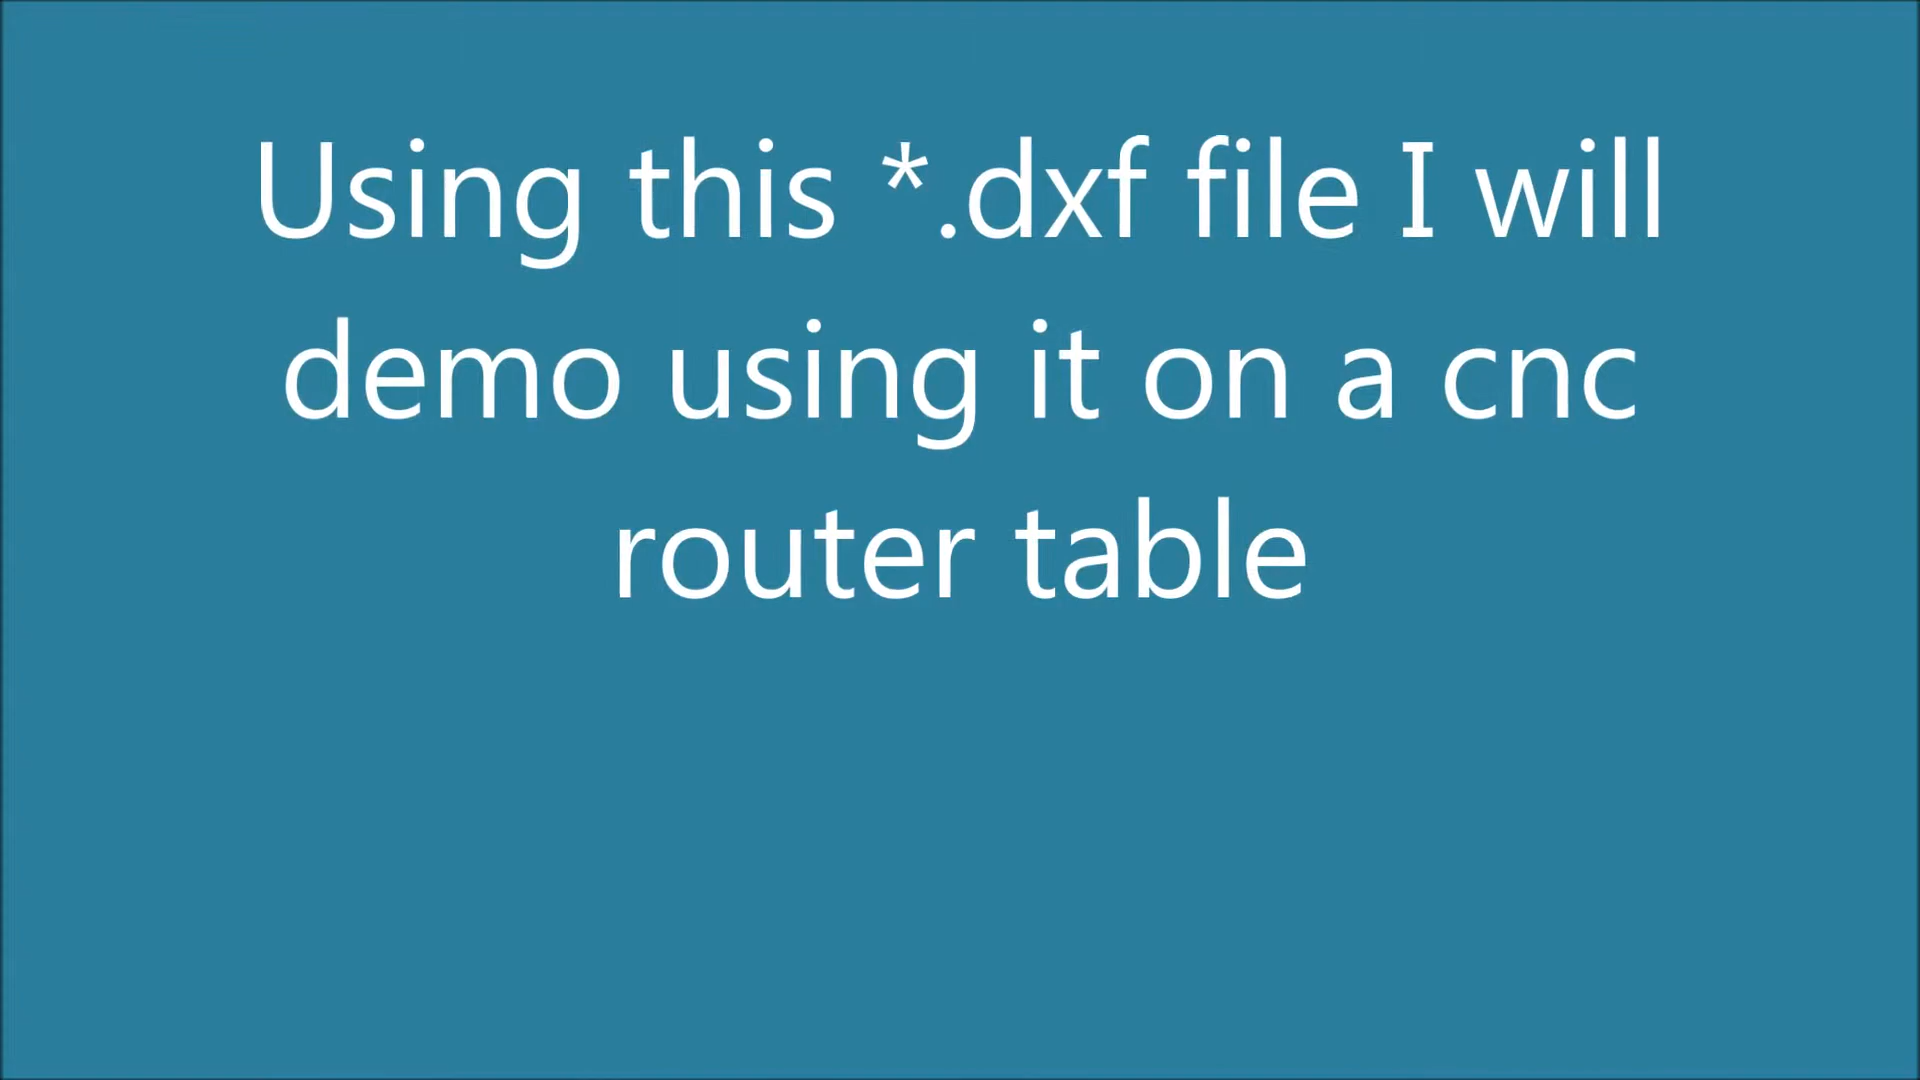 Using this *.dxf file I will
demo using it on a cnc
router table